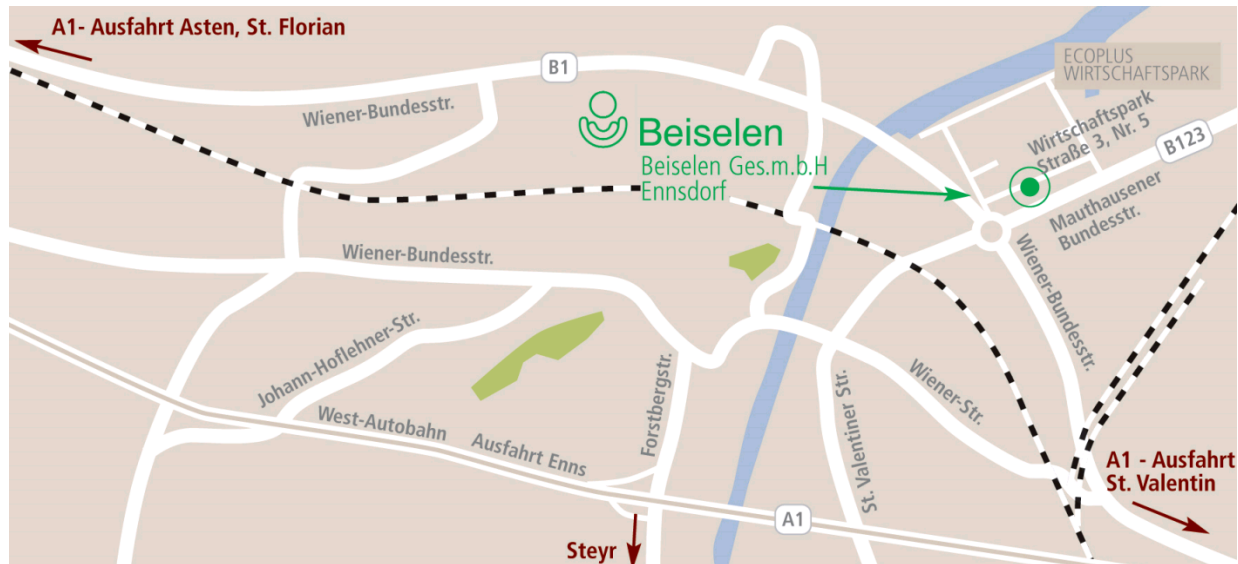 A1- Ausfahrt Asten, St. Florian
B1
ECOPLUS
WIRTSCHAFTSPARK
Wiener-Bundesstr.
Beiselen
Beiselen Ges.m.b.H
Ennsdorf
Wirtschaftspark
Straße 3, Nr. 5
B123
Mauthausener
Bundesstr.
Wiener-Bundesstr.
Wiener-Bundesstr.
Johann-Hoflehner-Str.
West-Autobahn
Ausfahrt Enns
Forstbergstr.
St. Valentiner Str.
Wiener-Str.
A1 - Ausfahrt
St. Valentin
A1
Steyr